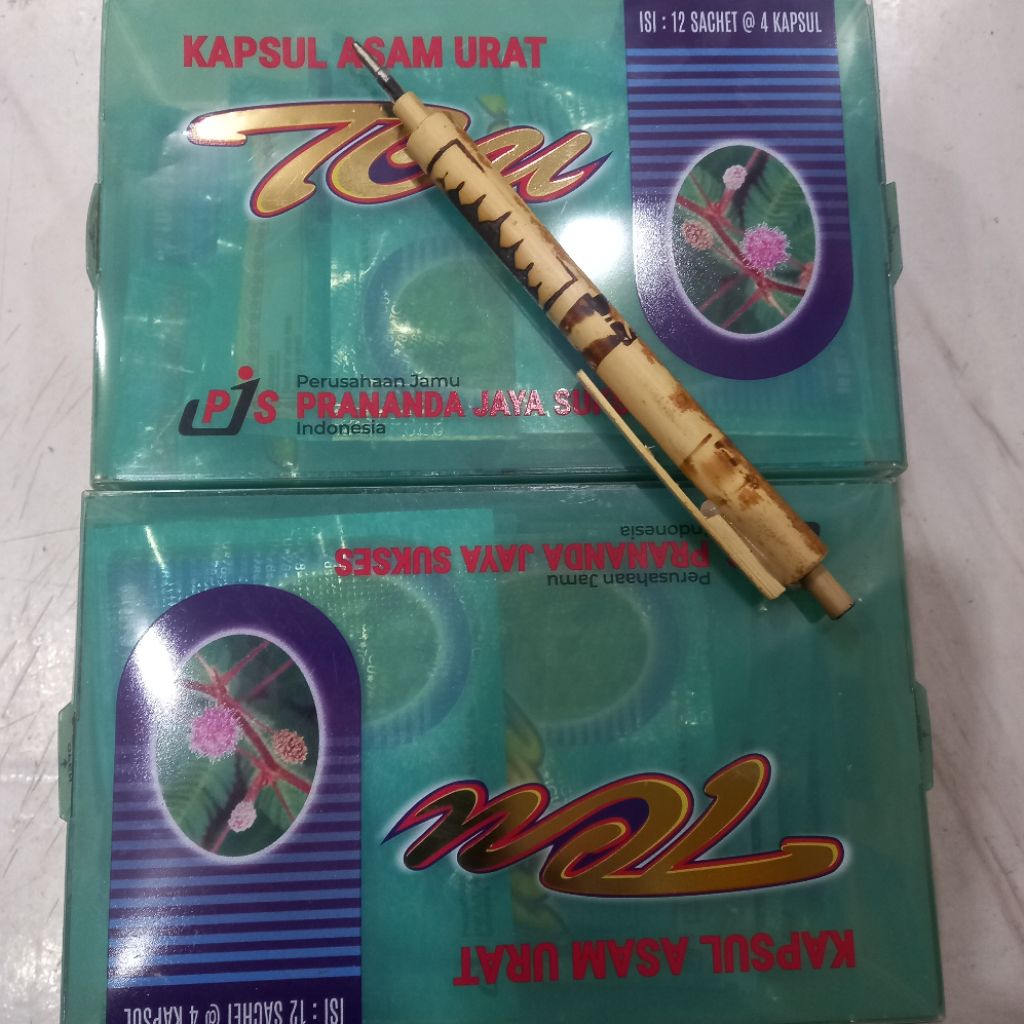 ISI : 12 SACHET @ 4 KAPSUL
KAPSUL ASAM URAT
Perusahaan Jamu
PJS PRANANDA JAYA
Indonesia
Indonesia
PRANANDA JAYA SUKSES
Perusahaan Jamu
KAPSUL ASAM URAT
ISI : 12 SACHET @ 4 KAPSUL